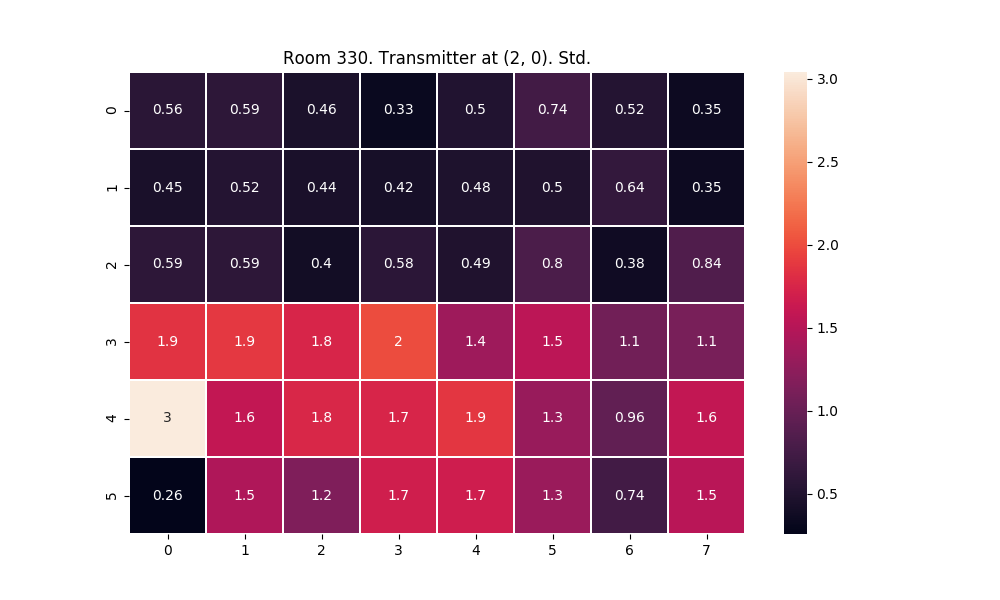 Room 330. Transmitter at (2, 0). Std.
0 0.56 0.59 0.46 0.33 0.5 0.74 0.52 0.35
1 0.45 0.52 0.44 0.42 0.48 0.5 0.64 0.35
2 0.59 0.59 0.4 0.58 0.49 0.8 0.38 0.84
3 1.9 1.9 1.8 2 1.4 1.5 1.1 1.1
4 3 1.6 1.8 1.7 1.9 1.3 0.96 1.6
5 0.26 1.5 1.2 1.7 1.7 1.3 0.74 1.5
0 1 2 3 4 5 6 7
3.0
2.5
2.0
1.5
1.0
0.5